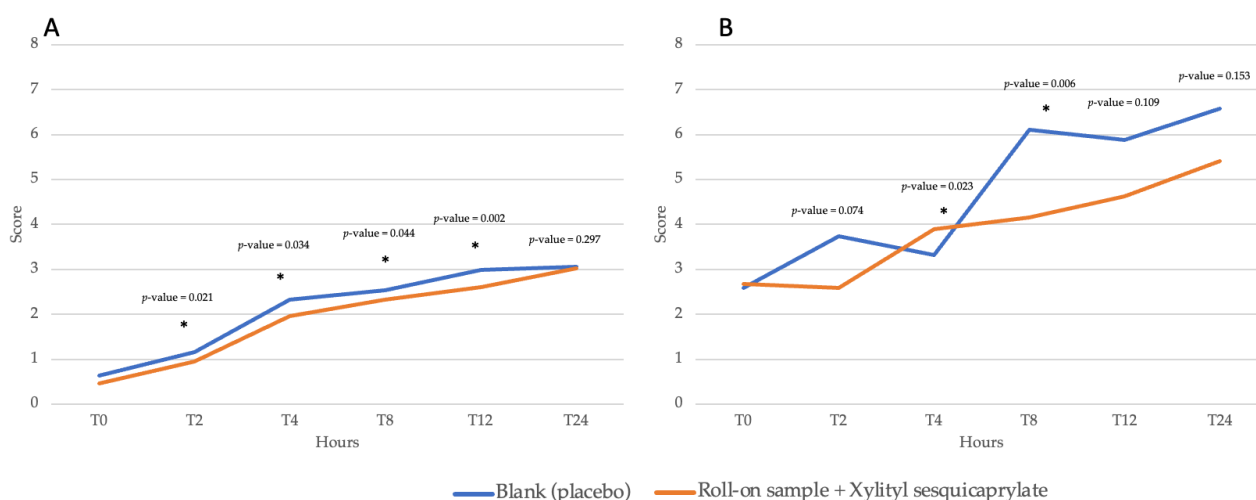 A
8
7
6
5
4
3
2
1
0
Score
p-value = 0.021
*
p-value = 0.034
*
p-value = 0.044
*
p-value = 0.002
*
p-value = 0.297
T0 T2 T4 T8 T12 T24
Hours
B
8
7
6
5
4
3
2
1
0
Score
p-value = 0.074
p-value = 0.023
*
p-value = 0.006
*
p-value = 0.109
p-value = 0.153
T0 T2 T4 T8 T12 T24
Hours
Blank (placebo) Roll-on sample + Xylityl sesquicaprylate